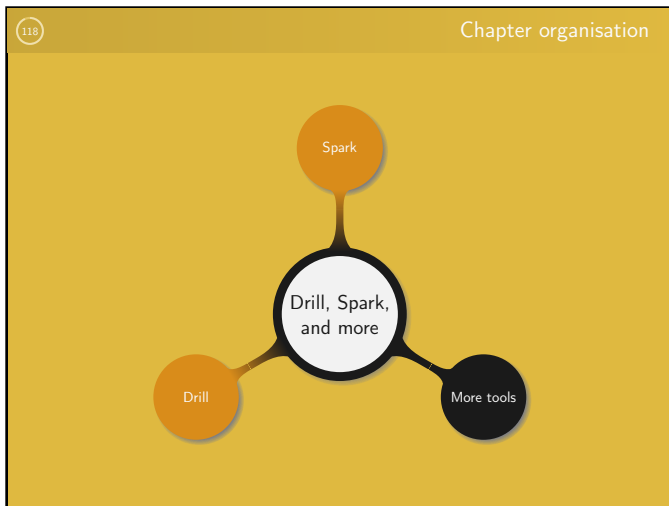 118
Chapter organisation
Spark
Drill, Spark,
and more
Drill
More tools